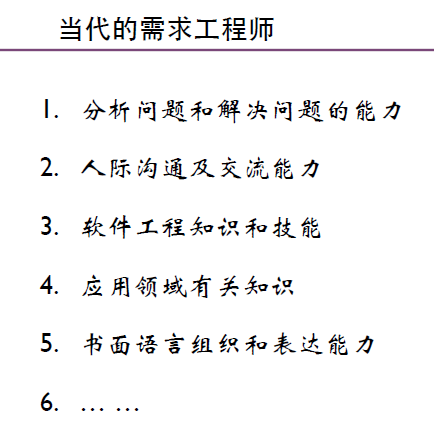 当代的需求工程师
1. 分析问题和解决问题的能力
2. 人际沟通及交流能力
3. 软件工程知识和技能
4. 应用领域有关知识
5. 书面语言组织和表达能力
6. … …